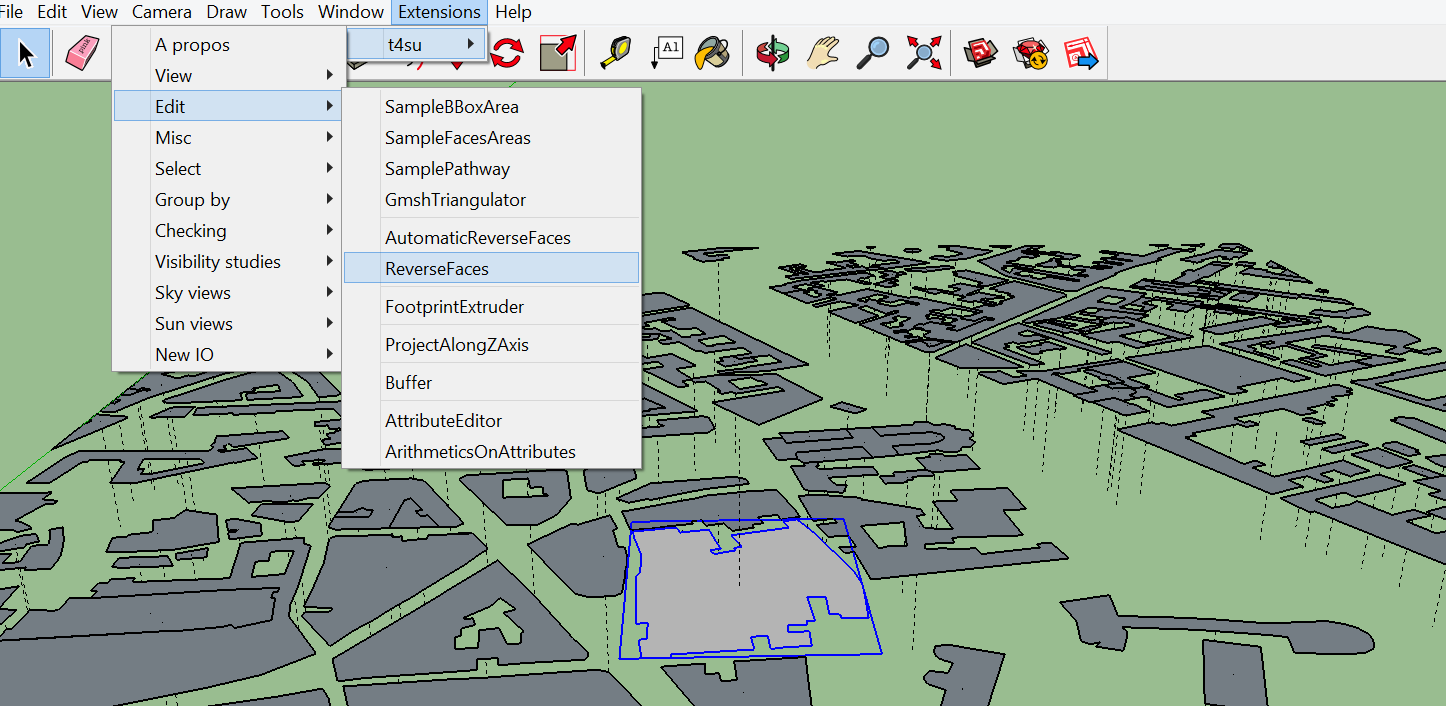 File Edit View Camera Draw Tools Window Extensions Help
t4su
A1
A propos
View
Edit
Misc
Select
Group by
Checking
Visibility studies
Sky views
Sun views
New IO
SampleBBoxArea
SampleFacesAreas
SamplePathway
GmshTriangulator
AutomaticReverseFaces
ReverseFaces
FootprintExtruder
ProjectAlongZAxis
Buffer
AttributeEditor
ArithmeticsOnAttributes